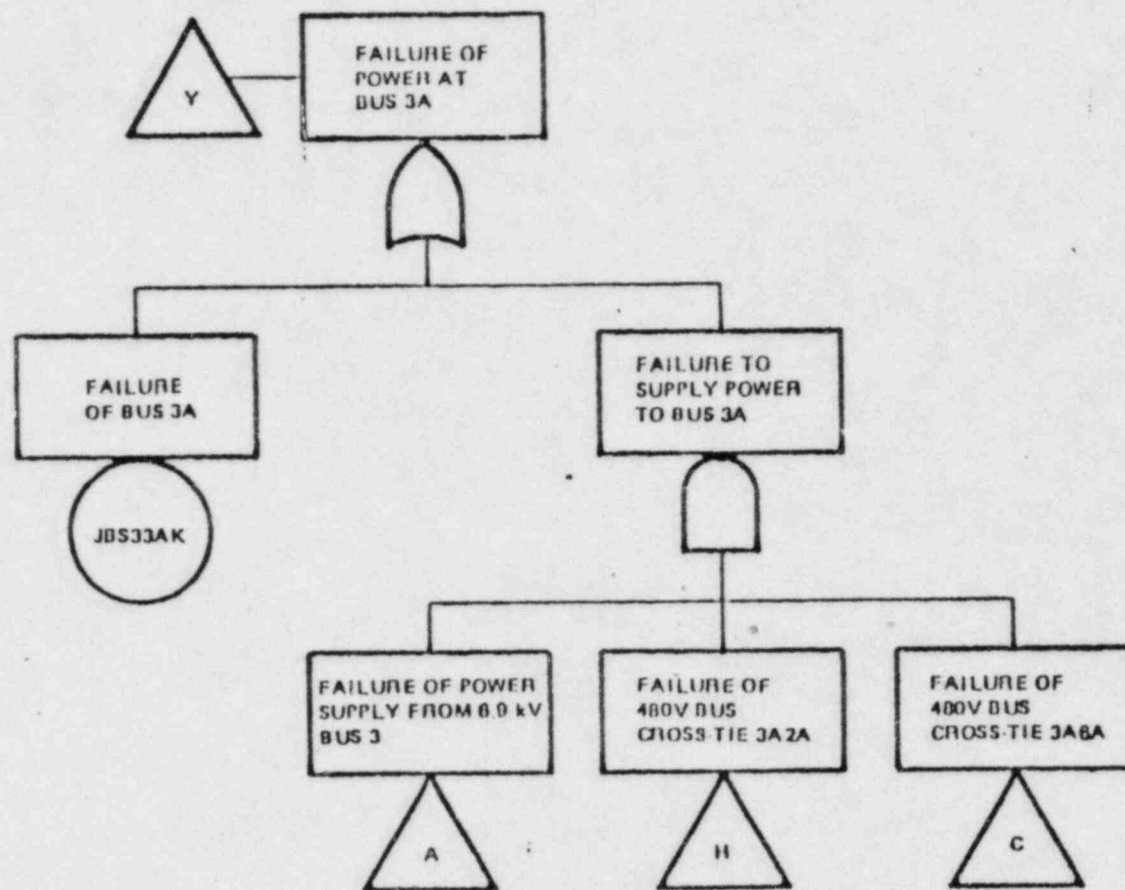 Y
FAILURE OF
POWER AT
BUS 3A
FAILURE
OF BUS 3A
JBS33AK
FAILURE TO
SUPPLY POWER
TO BUS 3A
FAILURE OF POWER
SUPPLY FROM 6.9 kV
BUS 3
FAILURE OF
480V BUS
CROSS-TIE 3A2A
FAILURE OF
480V BUS
CROSS-TIE 3A6A
A
H
C